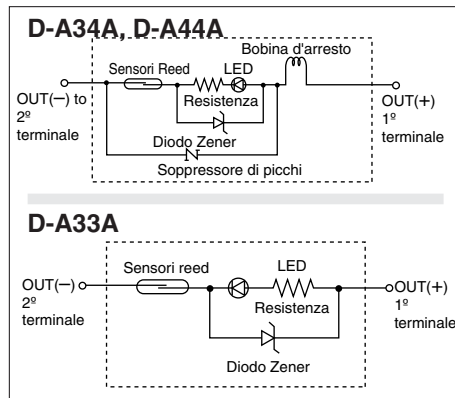 D-A34A, D-A44A
Bobina d'arresto
Sensori Reed
LED
OUT(−) to
2º
terminale
Resistenza
OUT(+)
1º
terminale
Diodo Zener
Soppressore di picchi
D-A33A
Sensori reed
LED
OUT(−)
2º
terminale
Resistenza
OUT(+)
1º
terminale
Diodo Zener